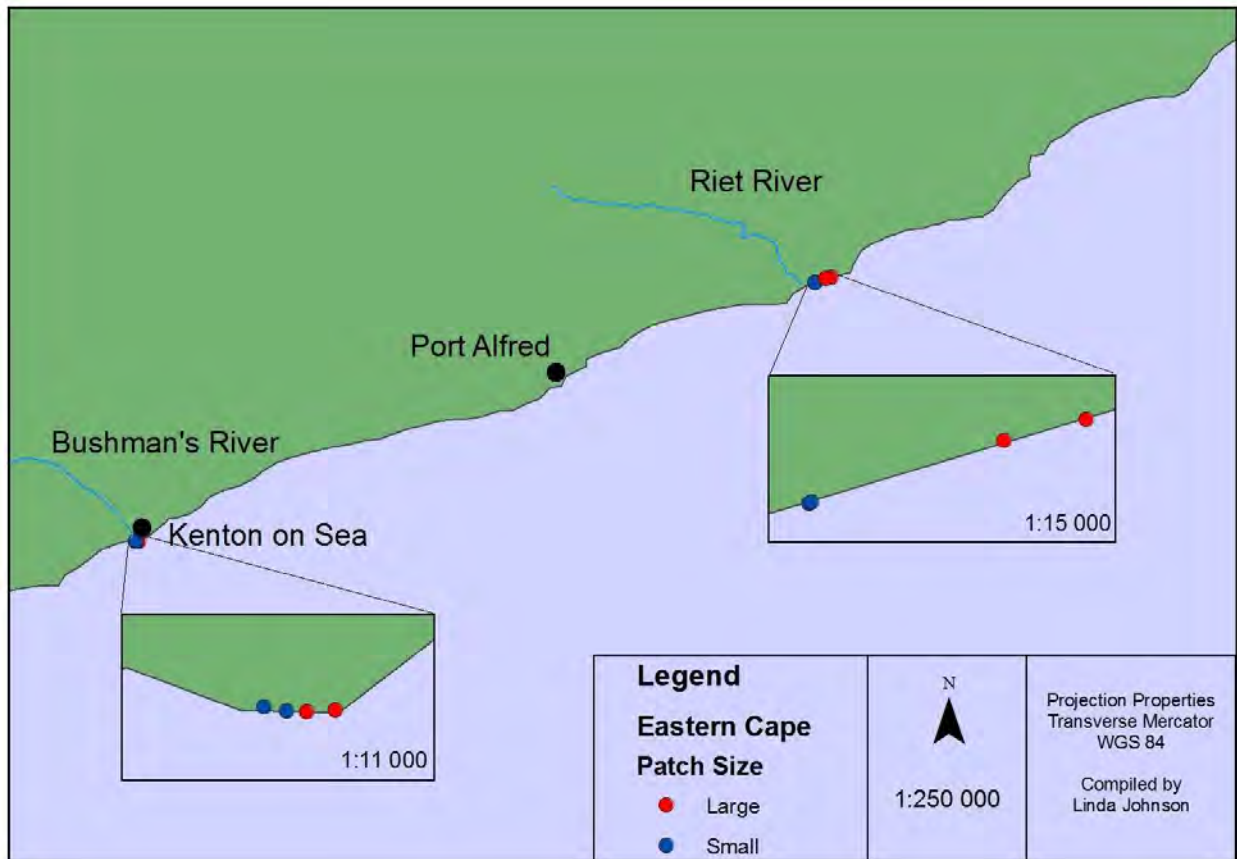 Riet River
Port Alfred
Bushman's River
Kenton on Sea
1:15 000
1:11 000
Legend
Eastern Cape
Patch Size
Large
Small
N
1:250 000
Projection Properties
Transverse Mercator
WGS 84
Compiled by
Linda Johnson